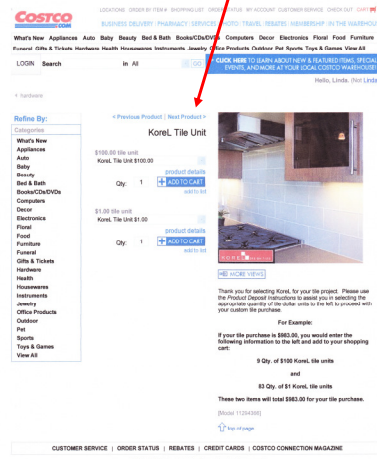 LOCATIONS ORDER BY ITEM # SHOPPING LIST ORDER STATUS MY ACCOUNT CUSTOMER SERVICE CHECK OUT CART
COSTCO
.COM
BUSINESS DELIVERY | PHARMACY | SERVICES | PHOTO | TRAVEL | REBATES | MEMBERSHIP | IN THE WAREHOU
What's New Appliances Auto Baby Beauty Bed & Bath Books/CDs/DVDs Computers Decor Electronics Floral Food Furniture
Funeral Gifts & Tickets Hardware Health Housewares Instruments Jewelry Office Products Outdoor Pet Sports Toys & Games View All
LOGIN Search in All GO
CLICK HERE TO LEARN ABOUT NEW & FEATURED ITEMS, SPECIAL
EVENTS, AND MORE AT YOUR LOCAL COSTCO WAREHOUSE!
Hello, Linda. (Not Linda
< hardware
Refine By:
Categories
What's New
Appliances
Auto
Baby
Beauty
Bed & Bath
Books/CDs/DVDs
Computers
Decor
Electronics
Floral
Food
Furniture
Funeral
Gifts & Tickets
Hardware
Health
Housewares
Instruments
Jewelry
Office Products
Outdoor
Pet
Sports
Toys & Games
View All
< Previous Product | Next Product >
KoreL Tile Unit
$100.00 tile unit
KoreL Tile Unit $100.00
product details
Qty: 1 + ADD TO CART
add to list
$1.00 tile unit
KoreL Tile Unit $1.00
product details
Qty: 1 + ADD TO CART
add to list
KOREL
MORE VIEWS
Thank you for selecting KoreL for your tile project. Please use
the Product Deposit Instructions to assist you in selecting the
appropriate quantity of tile dollar units to the left to proceed with
your custom tile purchase.
For Example:
If your tile purchase is $983.00, you would enter the
following information to the left and add to your shopping
cart:
9 Qty. of $100 KoreL tile units
and
83 Qty. of $1 KoreL tile units
These two items will total $983.00 for your tile purchase.
[Model 11204399]
top of page
CUSTOMER SERVICE | ORDER STATUS | REBATES | CREDIT CARDS | COSTCO CONNECTION MAGAZINE